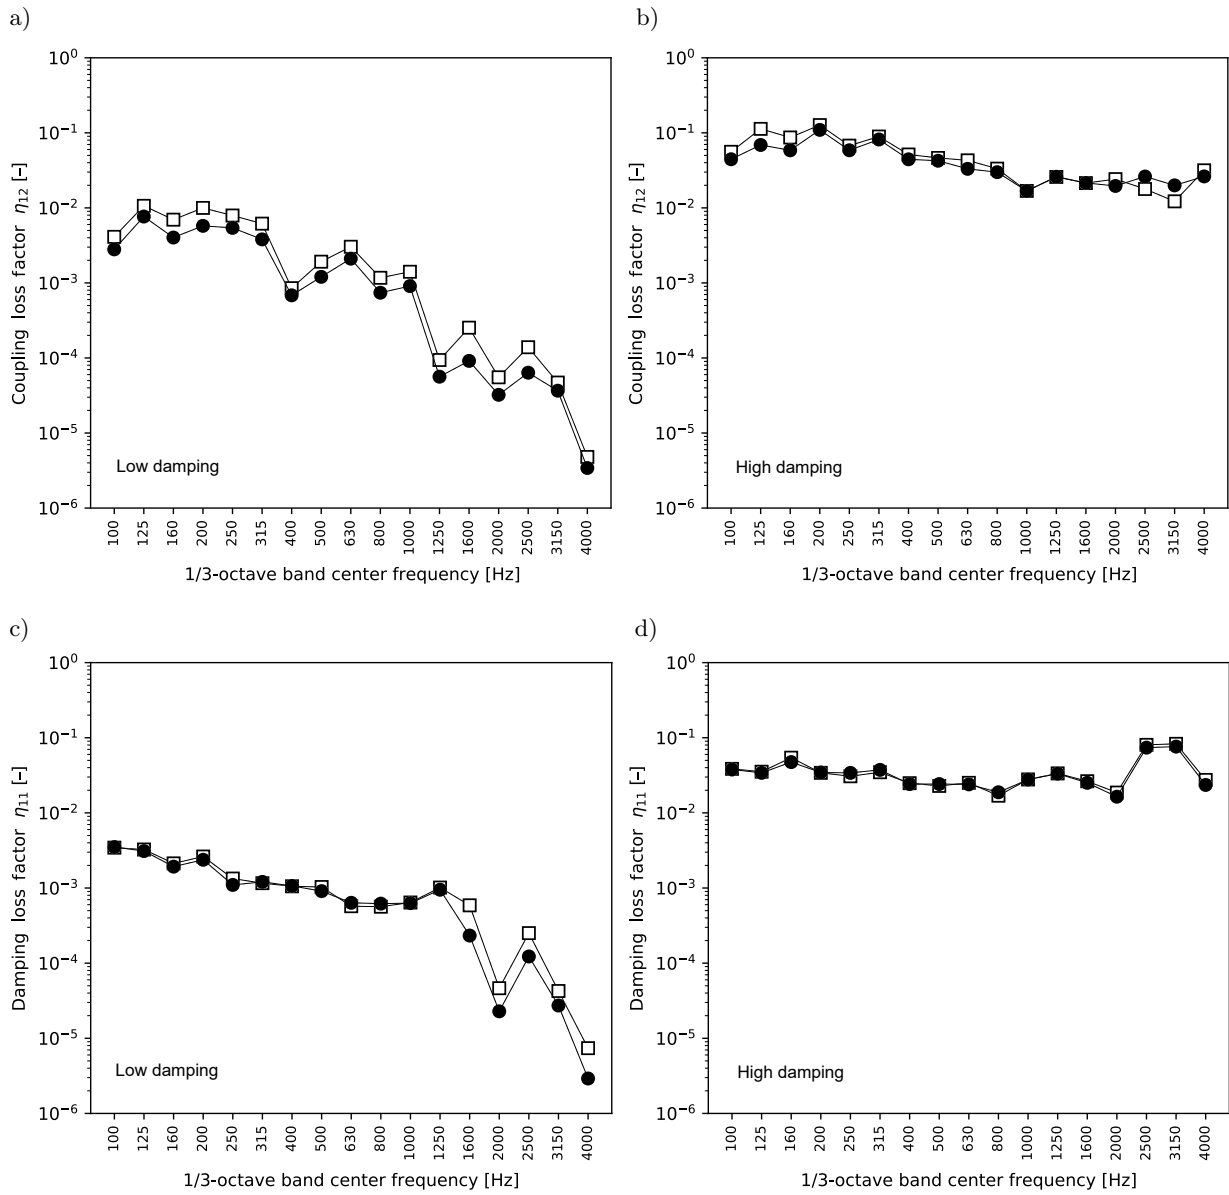 a)
10⁰
10⁻¹
10⁻²
10⁻³
10⁻⁴
10⁻⁵
10⁻⁶
Coupling loss factor η₁₂ [–]
Low damping
100 125 160 200 250 315 400 500 630 800 1000 1250 1600 2000 2500 3150 4000
1/3-octave band center frequency [Hz]
b)
10⁰
10⁻¹
10⁻²
10⁻³
10⁻⁴
10⁻⁵
10⁻⁶
Coupling loss factor η₁₂ [–]
High damping
100 125 160 200 250 315 400 500 630 800 1000 1250 1600 2000 2500 3150 4000
1/3-octave band center frequency [Hz]
c)
10⁰
10⁻¹
10⁻²
10⁻³
10⁻⁴
10⁻⁵
10⁻⁶
Damping loss factor η₁₁ [–]
Low damping
100 125 160 200 250 315 400 500 630 800 1000 1250 1600 2000 2500 3150 4000
1/3-octave band center frequency [Hz]
d)
10⁰
10⁻¹
10⁻²
10⁻³
10⁻⁴
10⁻⁵
10⁻⁶
Damping loss factor η₁₁ [–]
High damping
100 125 160 200 250 315 400 500 630 800 1000 1250 1600 2000 2500 3150 4000
1/3-octave band center frequency [Hz]